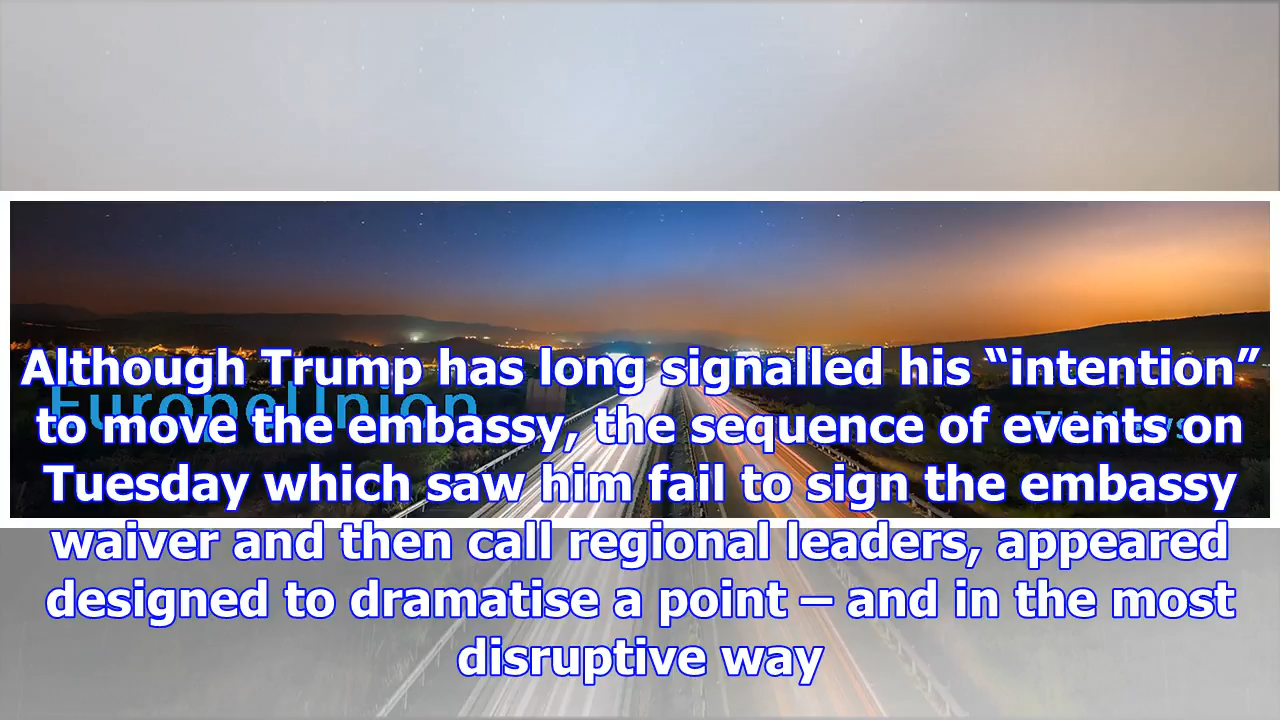 Although Trump has long signalled his “intention”
to move the embassy, the sequence of events on
Tuesday which saw him fail to sign the embassy
waiver and then call regional leaders, appeared
designed to dramatise a point – and in the most
disruptive way
EuropeUnion